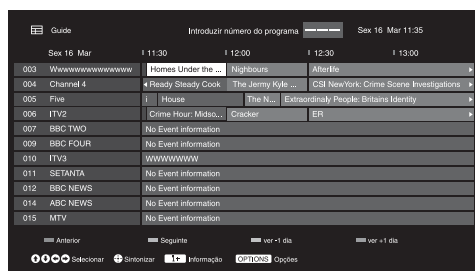 Guide Introduzir número do programa Sex 16 Mar 11:35
Sex 16 Mar 11:30 12:00 12:30 13:00
003 Wwwwwwwwwwwwww Homes Under the ... Nighbours Afterlife
004 Channel 4 Ready Steady Cook The Jermy Kyle ... CSI NewYork: Crime Scene Investigations
005 Five i House The N... Extraordinaly People: Britains Identity
006 ITV2 Crime Hour: Midso... Cracker ER
007 BBC TWO No Event information
009 BBC FOUR No Event information
010 ITV3 WWWWWWW
011 SETANTA No Event information
012 BBC NEWS No Event information
014 ABC NEWS No Event information
015 MTV No Event information
Anterior Seguinte ver -1 dia ver +1 dia
Selecionar Sintonizar Informação OPTIONS Opções